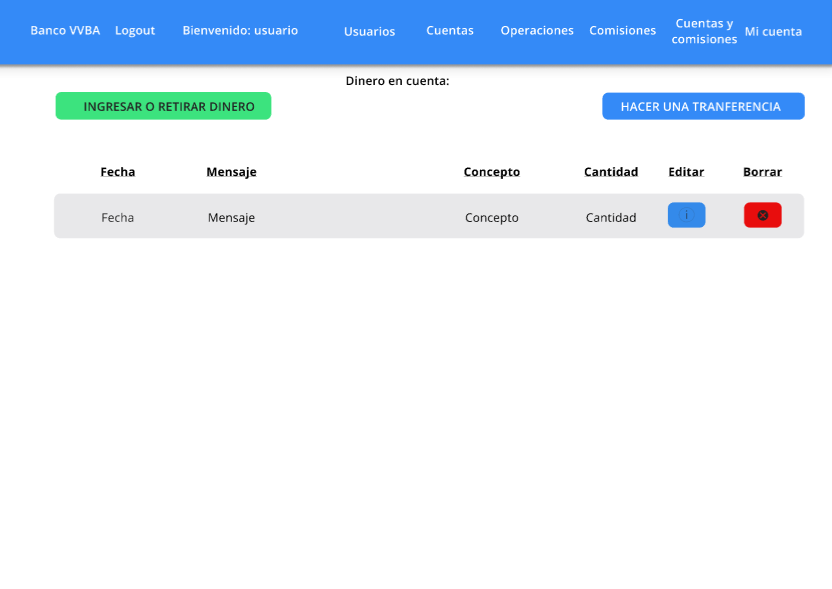 Banco VVBA Logout Bienvenido: usuario Usuarios Cuentas Operaciones Comisiones Cuentas y comisiones Mi cuenta
Dinero en cuenta:
INGRESAR O RETIRAR DINERO HACER UNA TRANFERENCIA
Fecha Mensaje Concepto Cantidad Editar Borrar
Fecha Mensaje Concepto Cantidad i